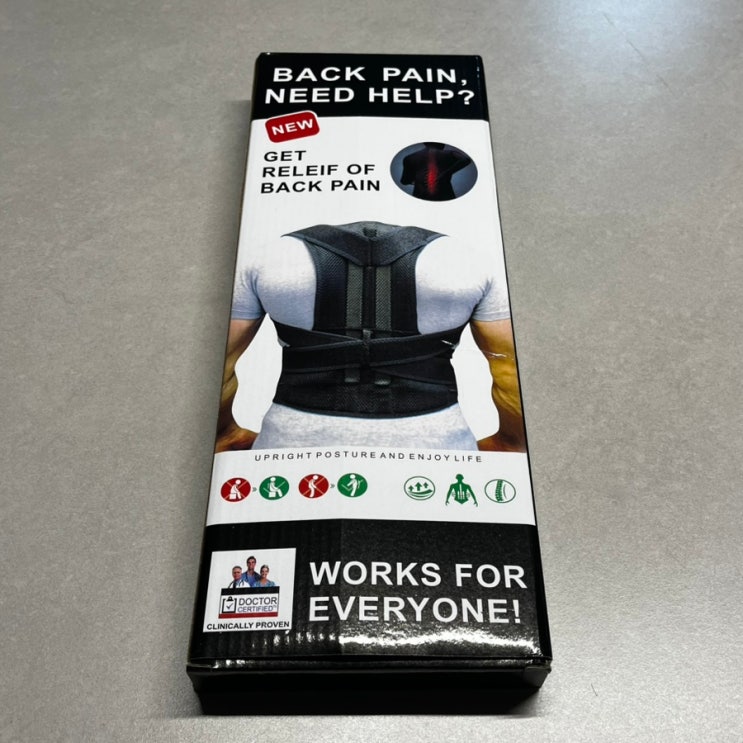 BACK PAIN,
NEED HELP?
NEW
GET
RELEIF OF
BACK PAIN
UPRIGHT POSTURE AND ENJOY LIFE
DOCTOR
CERTIFIED™
CLINICALLY PROVEN
WORKS FOR
EVERYONE!